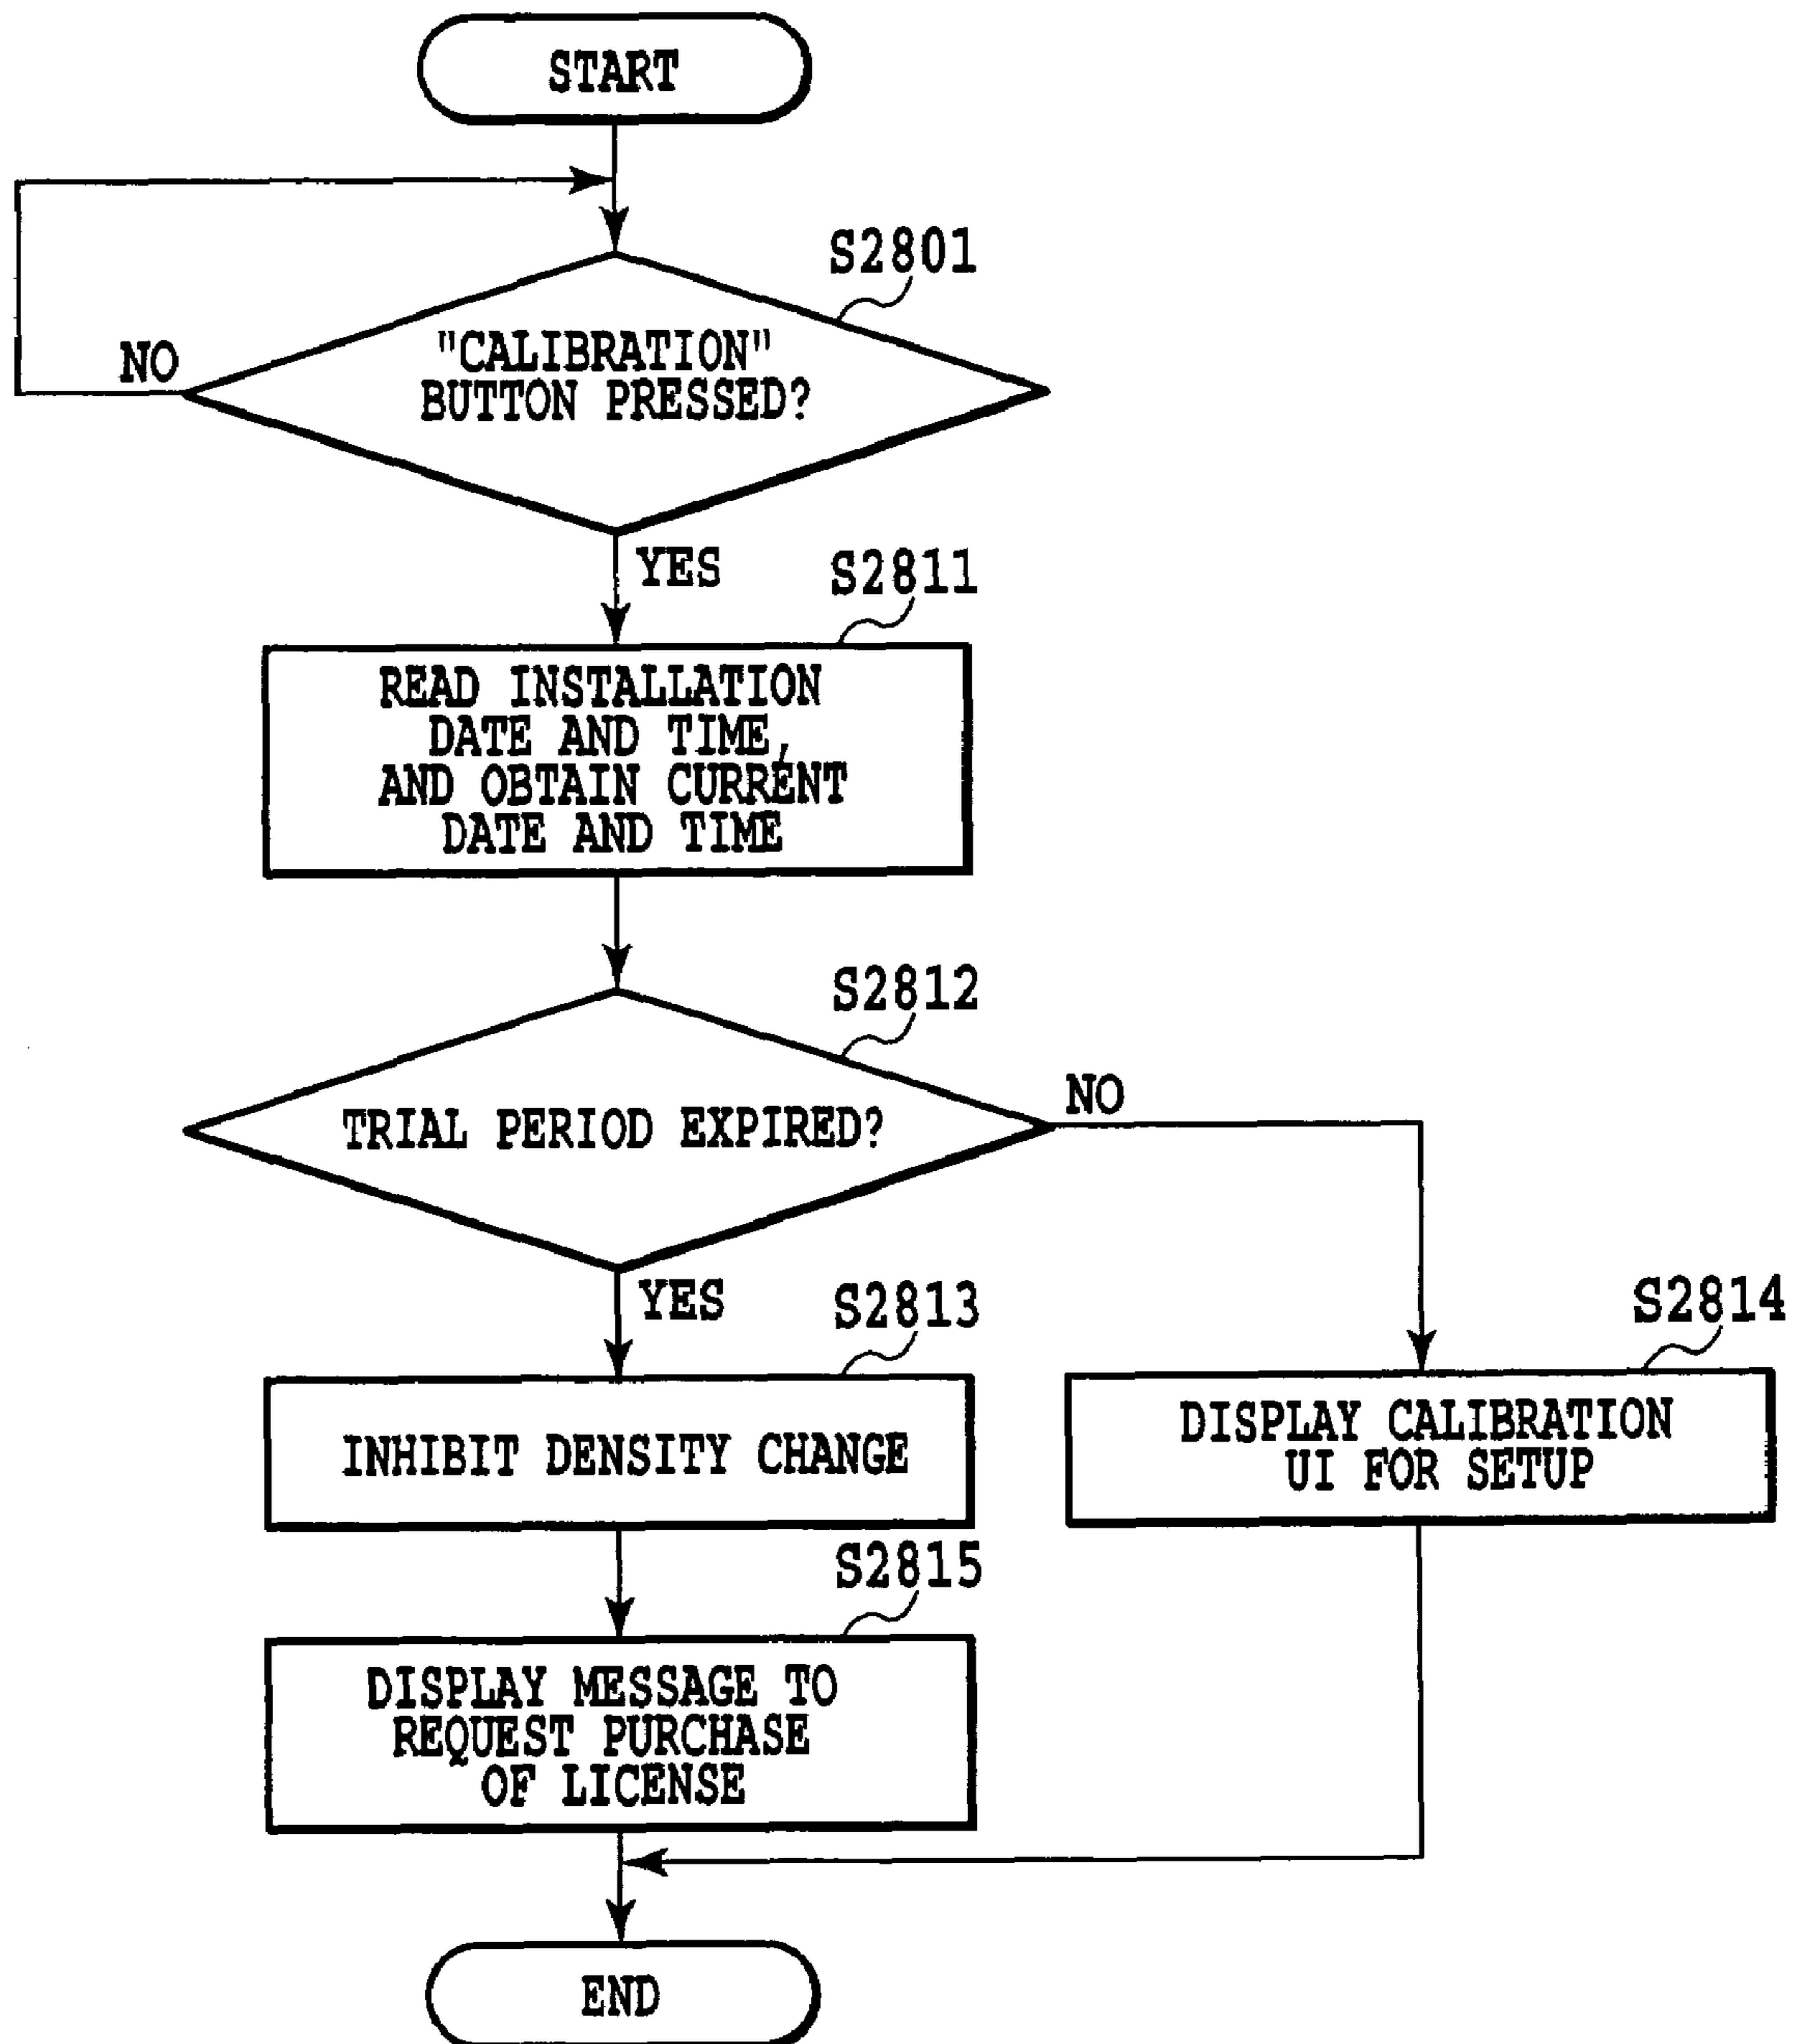 START
S2801
"CALIBRATION"
BUTTON PRESSED?
NO
YES
S2811
READ INSTALLATION
DATE AND TIME,
AND OBTAIN CURRENT
DATE AND TIME
S2812
TRIAL PERIOD EXPIRED?
NO
YES
S2813
INHIBIT DENSITY CHANGE
S2814
DISPLAY CALIBRATION
UI FOR SETUP
S2815
DISPLAY MESSAGE TO
REQUEST PURCHASE
OF LICENSE
END